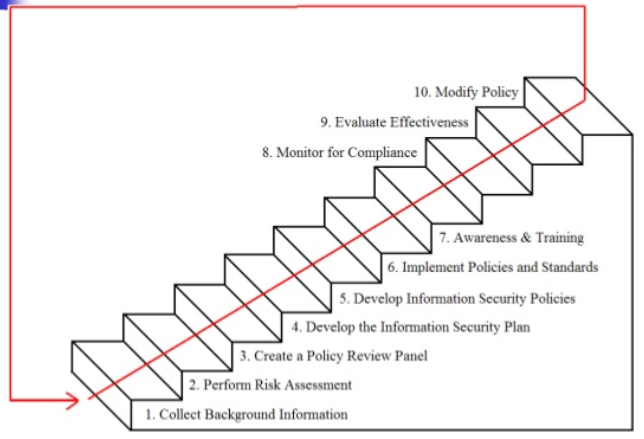 10. Modify Policy
9. Evaluate Effectiveness
8. Monitor for Compliance
7. Awareness & Training
6. Implement Policies and Standards
5. Develop Information Security Policies
4. Develop the Information Security Plan
3. Create a Policy Review Panel
2. Perform Risk Assessment
1. Collect Background Information